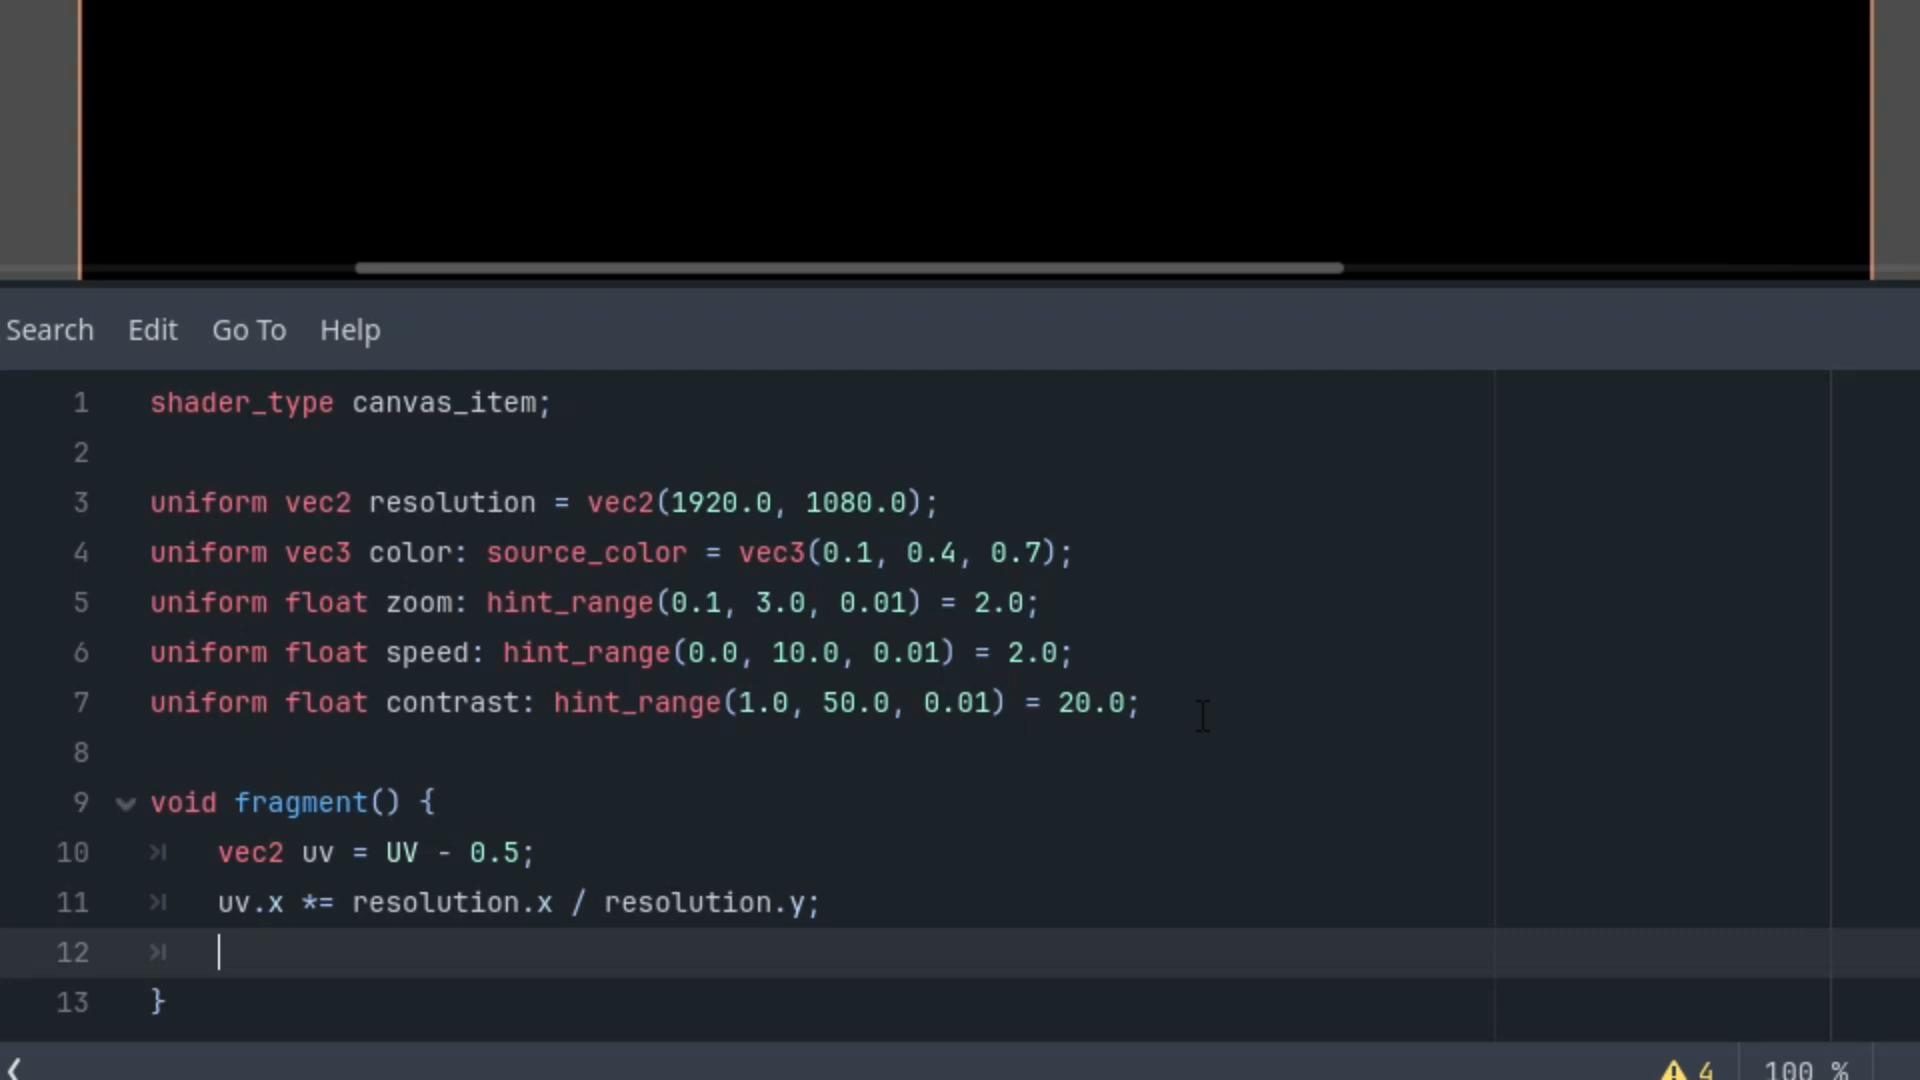 Search Edit Go To Help
1 shader_type canvas_item;
2
3 uniform vec2 resolution = vec2(1920.0, 1080.0);
4 uniform vec3 color: source_color = vec3(0.1, 0.4, 0.7);
5 uniform float zoom: hint_range(0.1, 3.0, 0.01) = 2.0;
6 uniform float speed: hint_range(0.0, 10.0, 0.01) = 2.0;
7 uniform float contrast: hint_range(1.0, 50.0, 0.01) = 20.0;
8
9 void fragment() {
10 vec2 uv = UV - 0.5;
11 uv.x *= resolution.x / resolution.y;
12
13 }
4 100 %